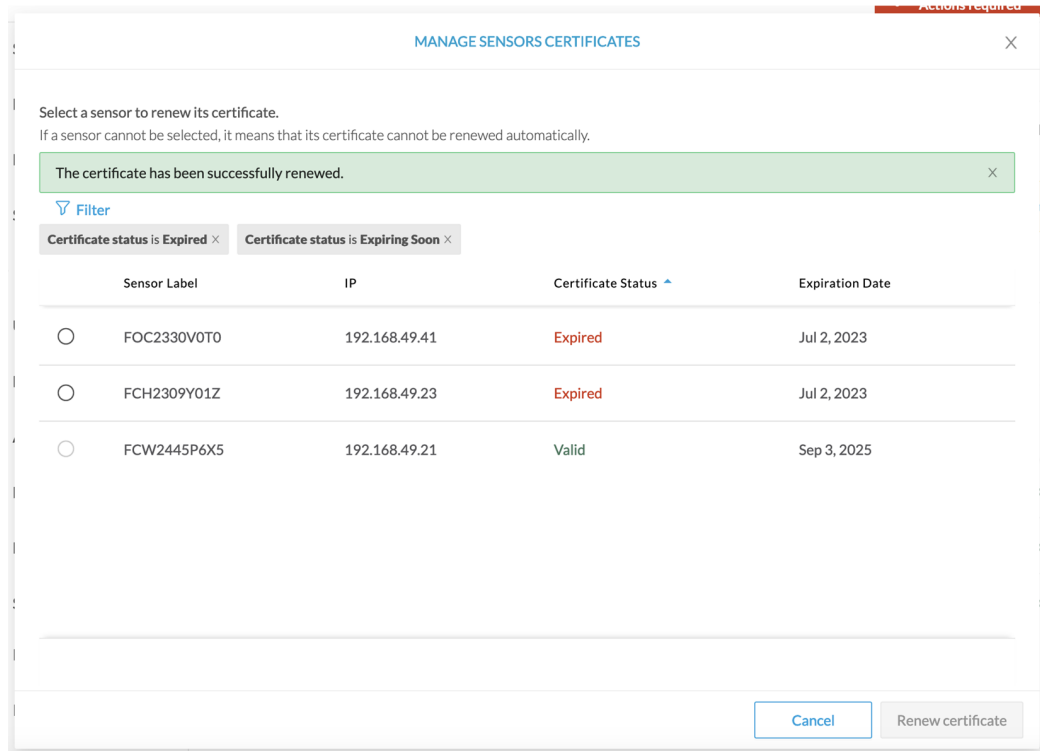 Actions required
MANAGE SENSORS CERTIFICATES
Select a sensor to renew its certificate.
If a sensor cannot be selected, it means that its certificate cannot be renewed automatically.
The certificate has been successfully renewed.
Filter
Certificate status is Expired × Certificate status is Expiring Soon ×
Sensor Label IP Certificate Status Expiration Date
FOC2330V0T0 192.168.49.41 Expired Jul 2, 2023
FCH2309Y01Z 192.168.49.23 Expired Jul 2, 2023
FCW2445P6X5 192.168.49.21 Valid Sep 3, 2025
Cancel Renew certificate